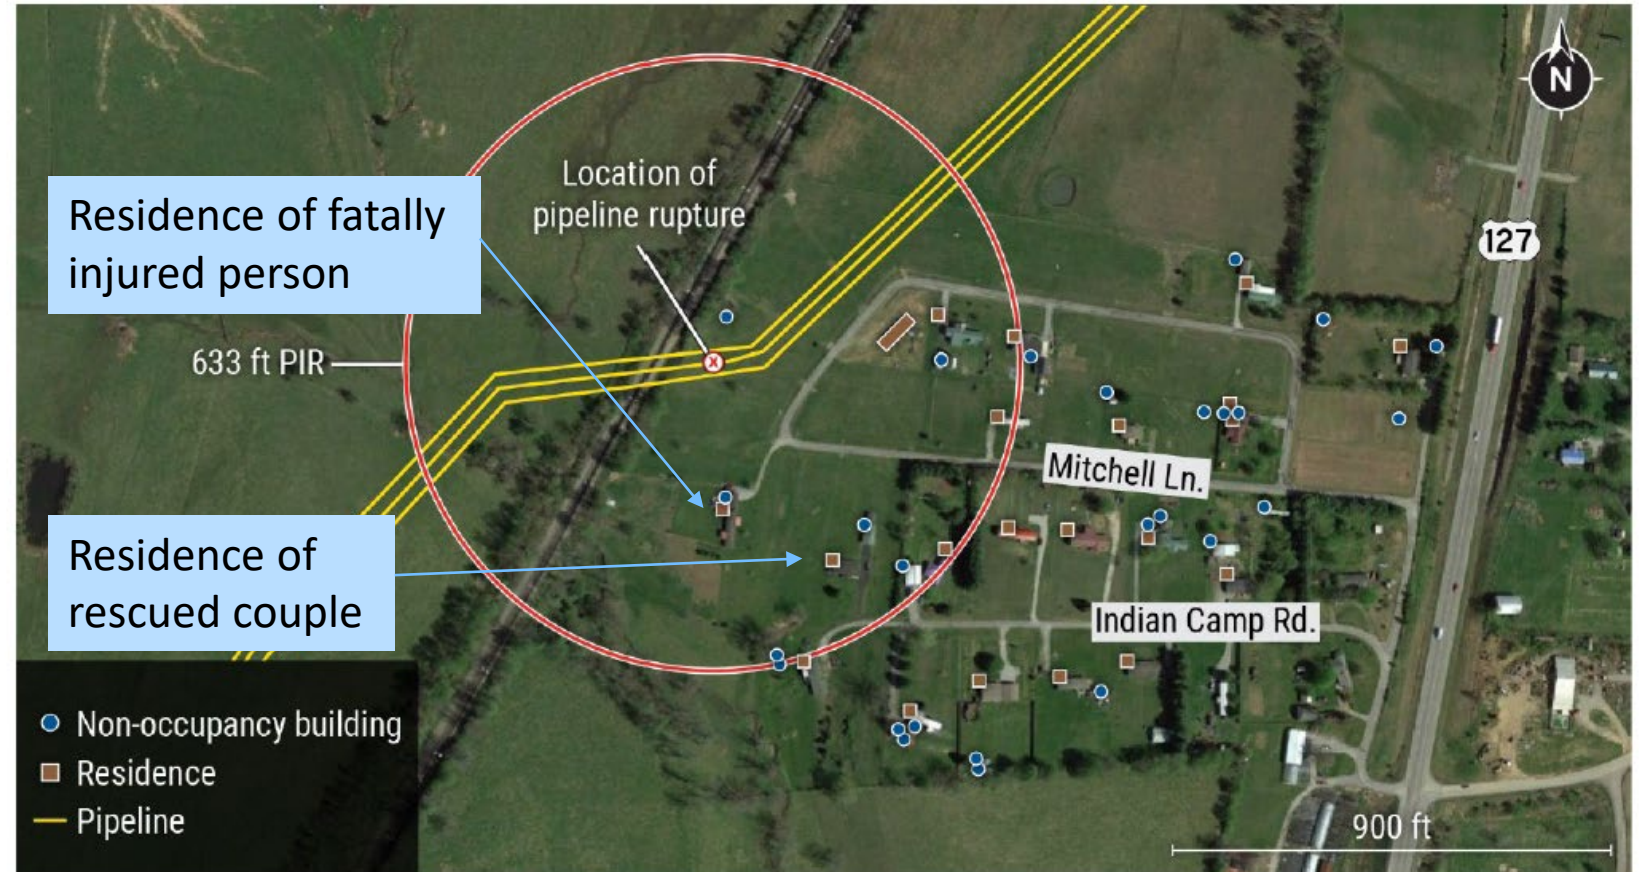 N
Location of
pipeline rupture
Residence of fatally
injured person
127
633 ft PIR
X
Mitchell Ln.
Residence of
rescued couple
Indian Camp Rd.
Non-occupancy building
Residence
Pipeline
900 ft